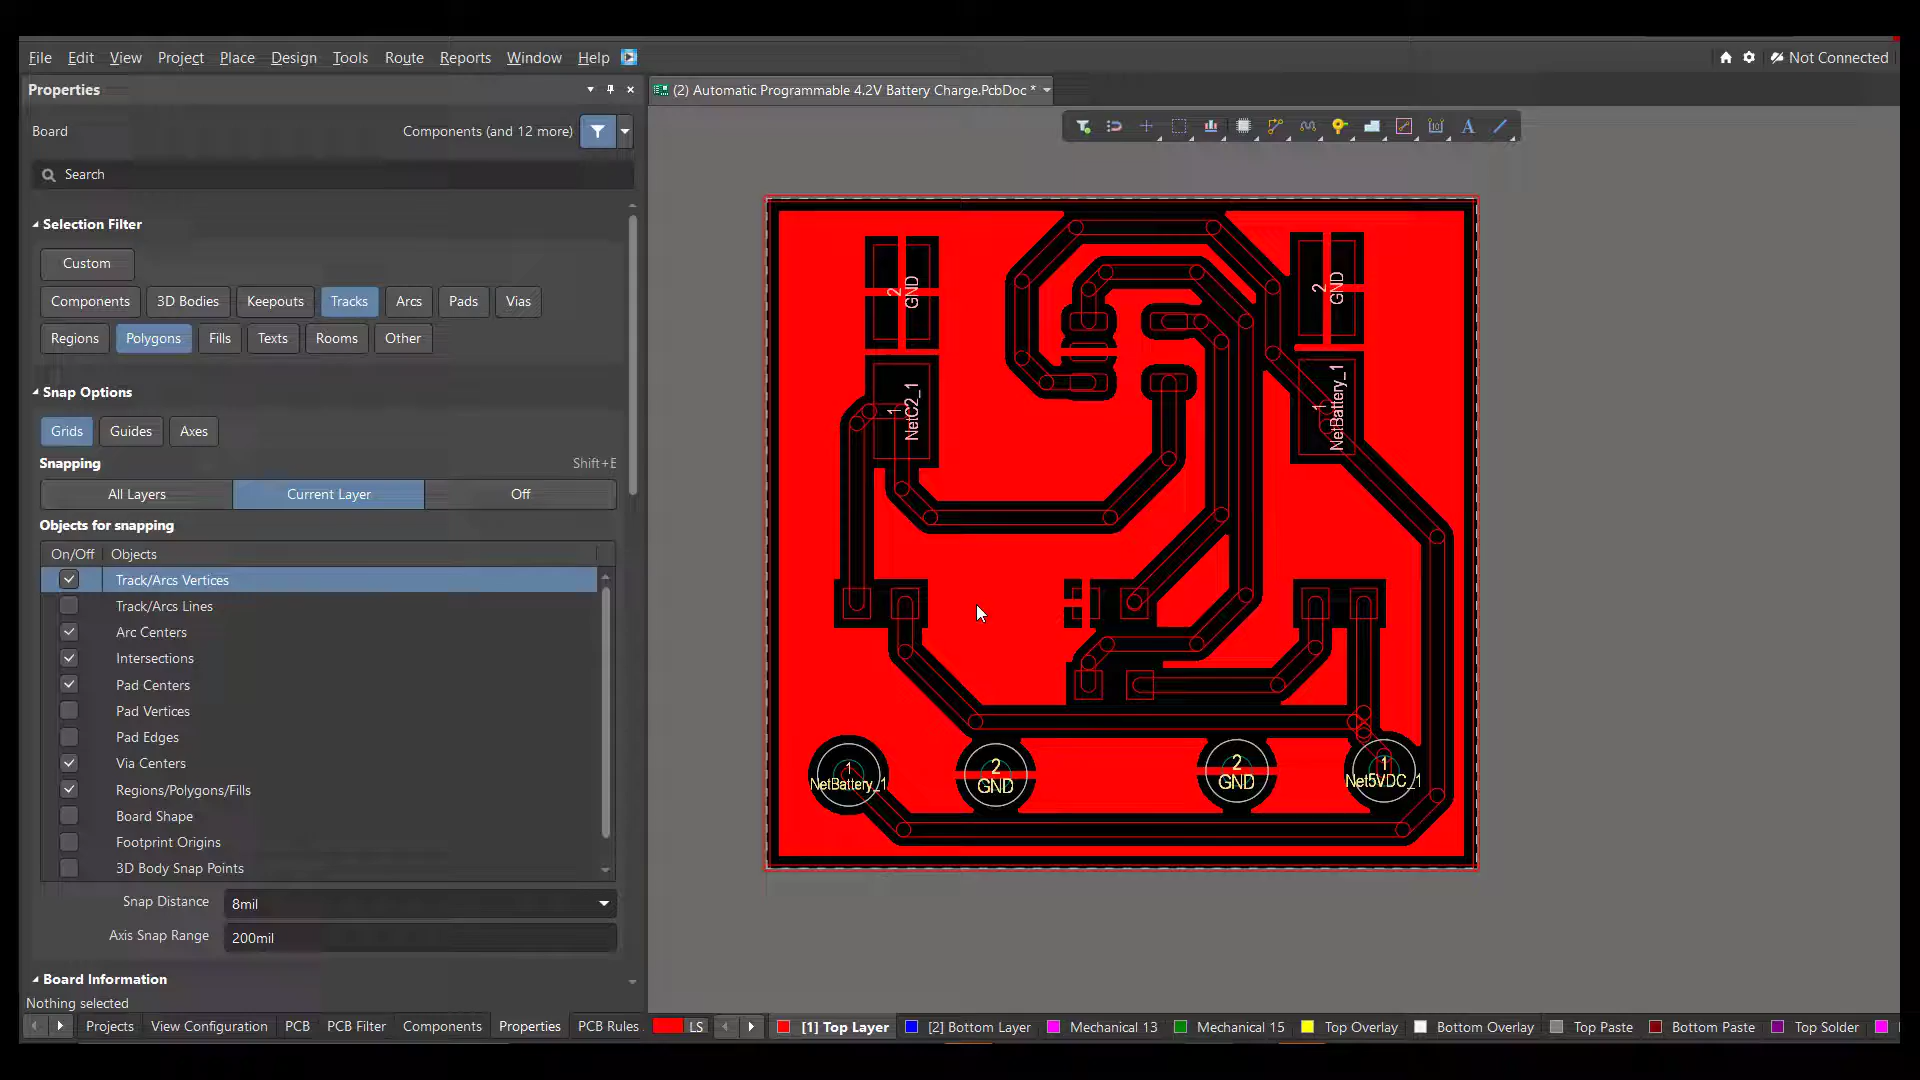 File Edit View Project Place Design Tools Route Reports Window Help
Not Connected
Properties
(2) Automatic Programmable 4.2V Battery Charge.PcbDoc *
Board
Components (and 12 more)
Search
Selection Filter
Custom
Components 3D Bodies Keepouts Tracks Arcs Pads Vias
Regions Polygons Fills Texts Rooms Other
Snap Options
Grids Guides Axes
Snapping
Shift+E
All Layers Current Layer Off
Objects for snapping
On/Off Objects
Track/Arcs Vertices
Track/Arcs Lines
Arc Centers
Intersections
Pad Centers
Pad Vertices
Pad Edges
Via Centers
Regions/Polygons/Fills
Board Shape
Footprint Origins
3D Body Snap Points
Snap Distance 8mil
Axis Snap Range 200mil
Board Information
Nothing selected
Projects View Configuration PCB PCB Filter Components Properties PCB Rules
2
GND
2
GND
1
NetC2_1
1
NetBattery_1
1
NetBattery_1
2
GND
2
GND
1
Net5VDC_1
LS [1] Top Layer [2] Bottom Layer Mechanical 13 Mechanical 15 Top Overlay Bottom Overlay Top Paste Bottom Paste Top Solder